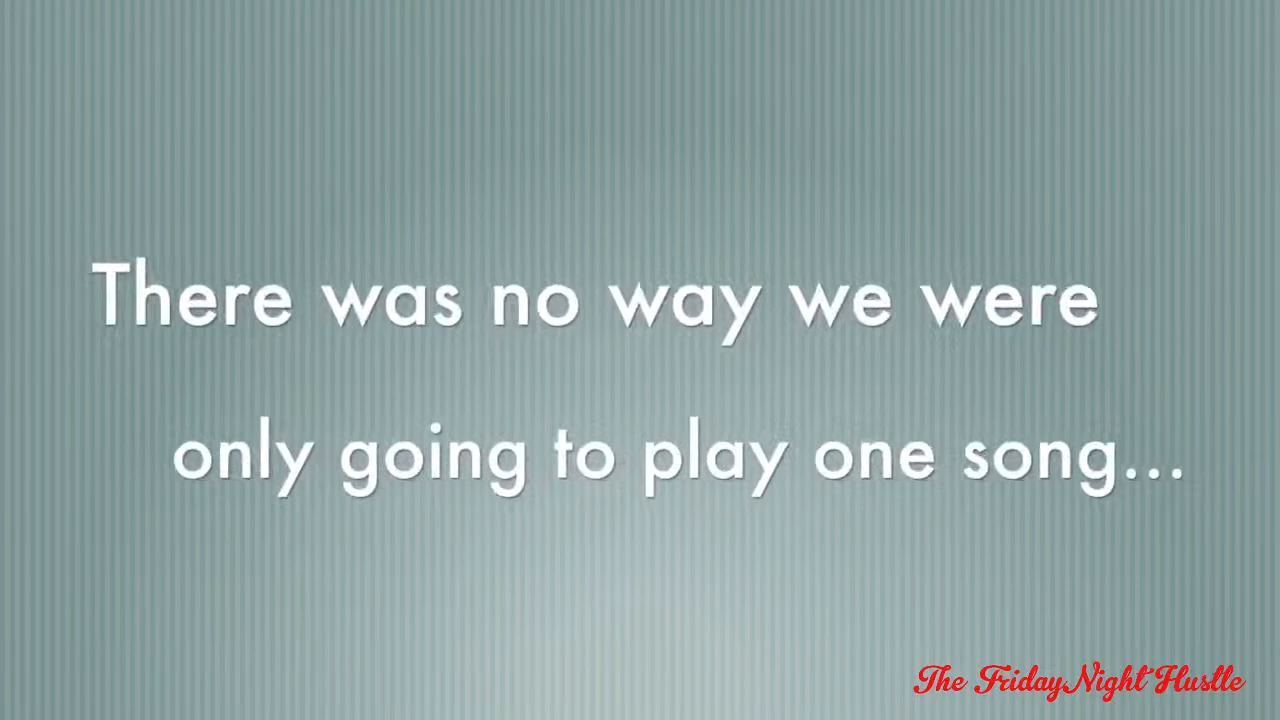 There was no way we were
only going to play one song...
The Friday Night Hustle